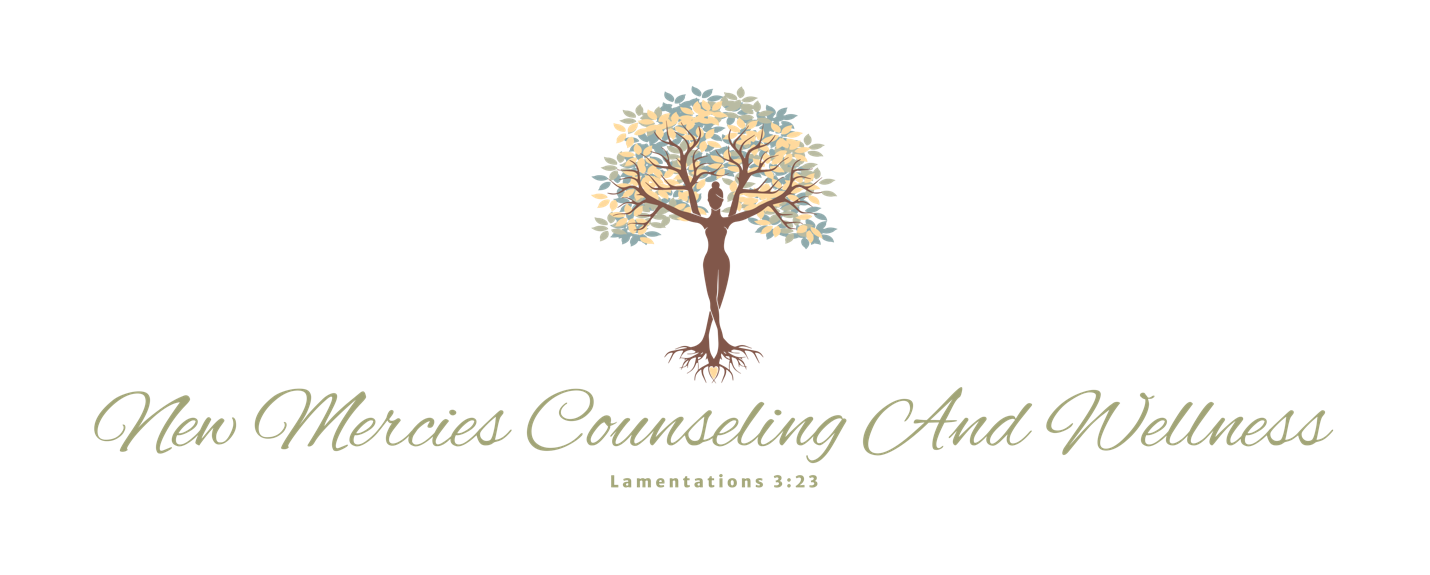 New Mercies Counseling And Wellness
Lamentations 3:23